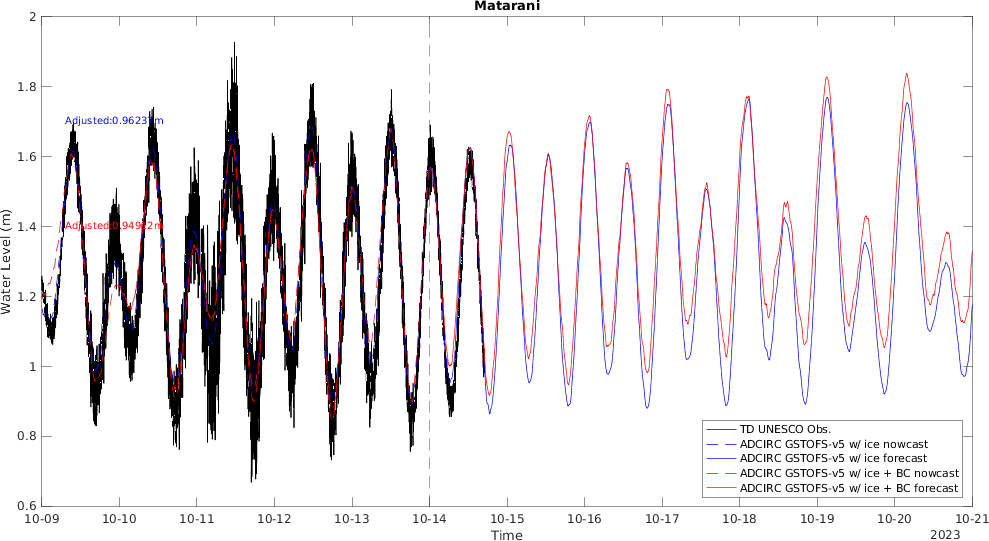 Matarani
2
1.8
1.6
1.4
1.2
1
0.8
0.6
Water Level (m)
Adjusted:0.9623 m
Adjusted:0.949 2m
TD UNESCO Obs.
ADCIRC GSTOFS-v5 w/ ice nowcast
ADCIRC GSTOFS-v5 w/ ice forecast
ADCIRC GSTOFS-v5 w/ ice + BC nowcast
ADCIRC GSTOFS-v5 w/ ice + BC forecast
10-09 10-10 10-11 10-12 10-13 10-14 10-15 10-16 10-17 10-18 10-19 10-20 10-21
Time
2023